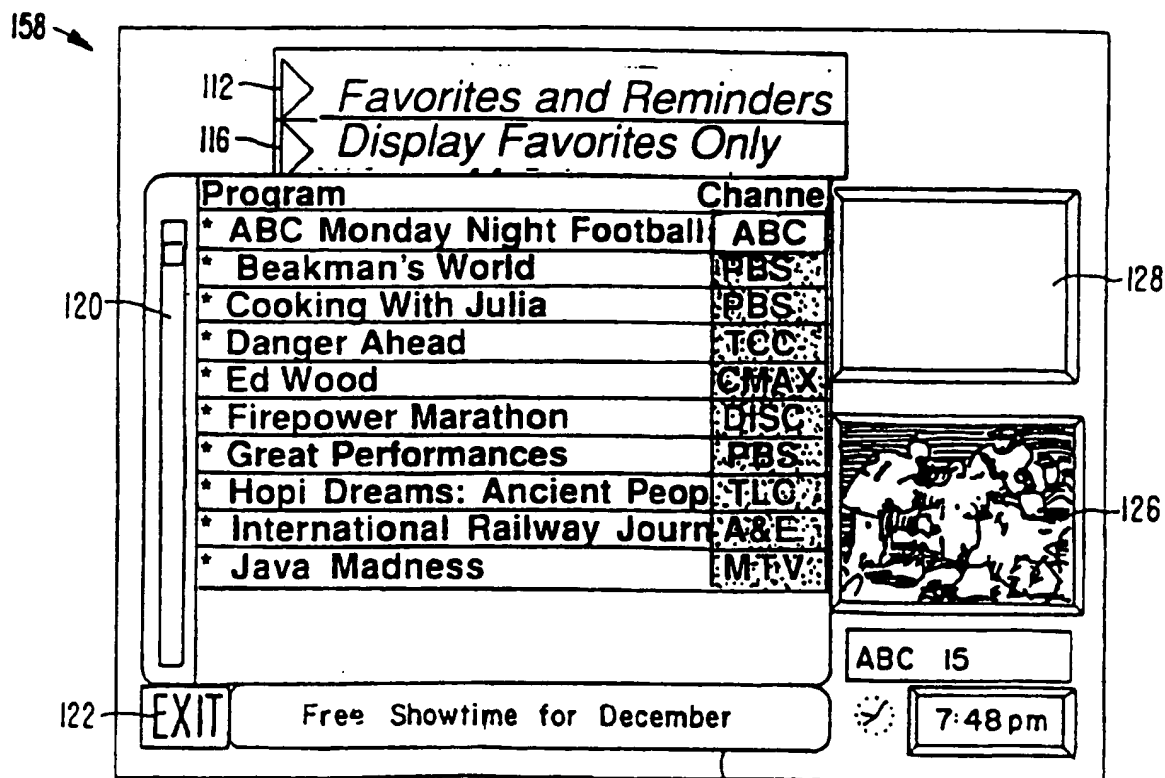 158
112 Favorites and Reminders
116 Display Favorites Only
Program Channe
* ABC Monday Night Football ABC
* Beakman's World PBS
* Cooking With Julia PBS
* Danger Ahead TCC
* Ed Wood CMAX
* Firepower Marathon DISC
* Great Performances PBS
* Hopi Dreams: Ancient Peop TLC
* International Railway Journ A&E
* Java Madness MTV
120
128
126
ABC 15
122 EXIT Free Showtime for December
7:48 pm